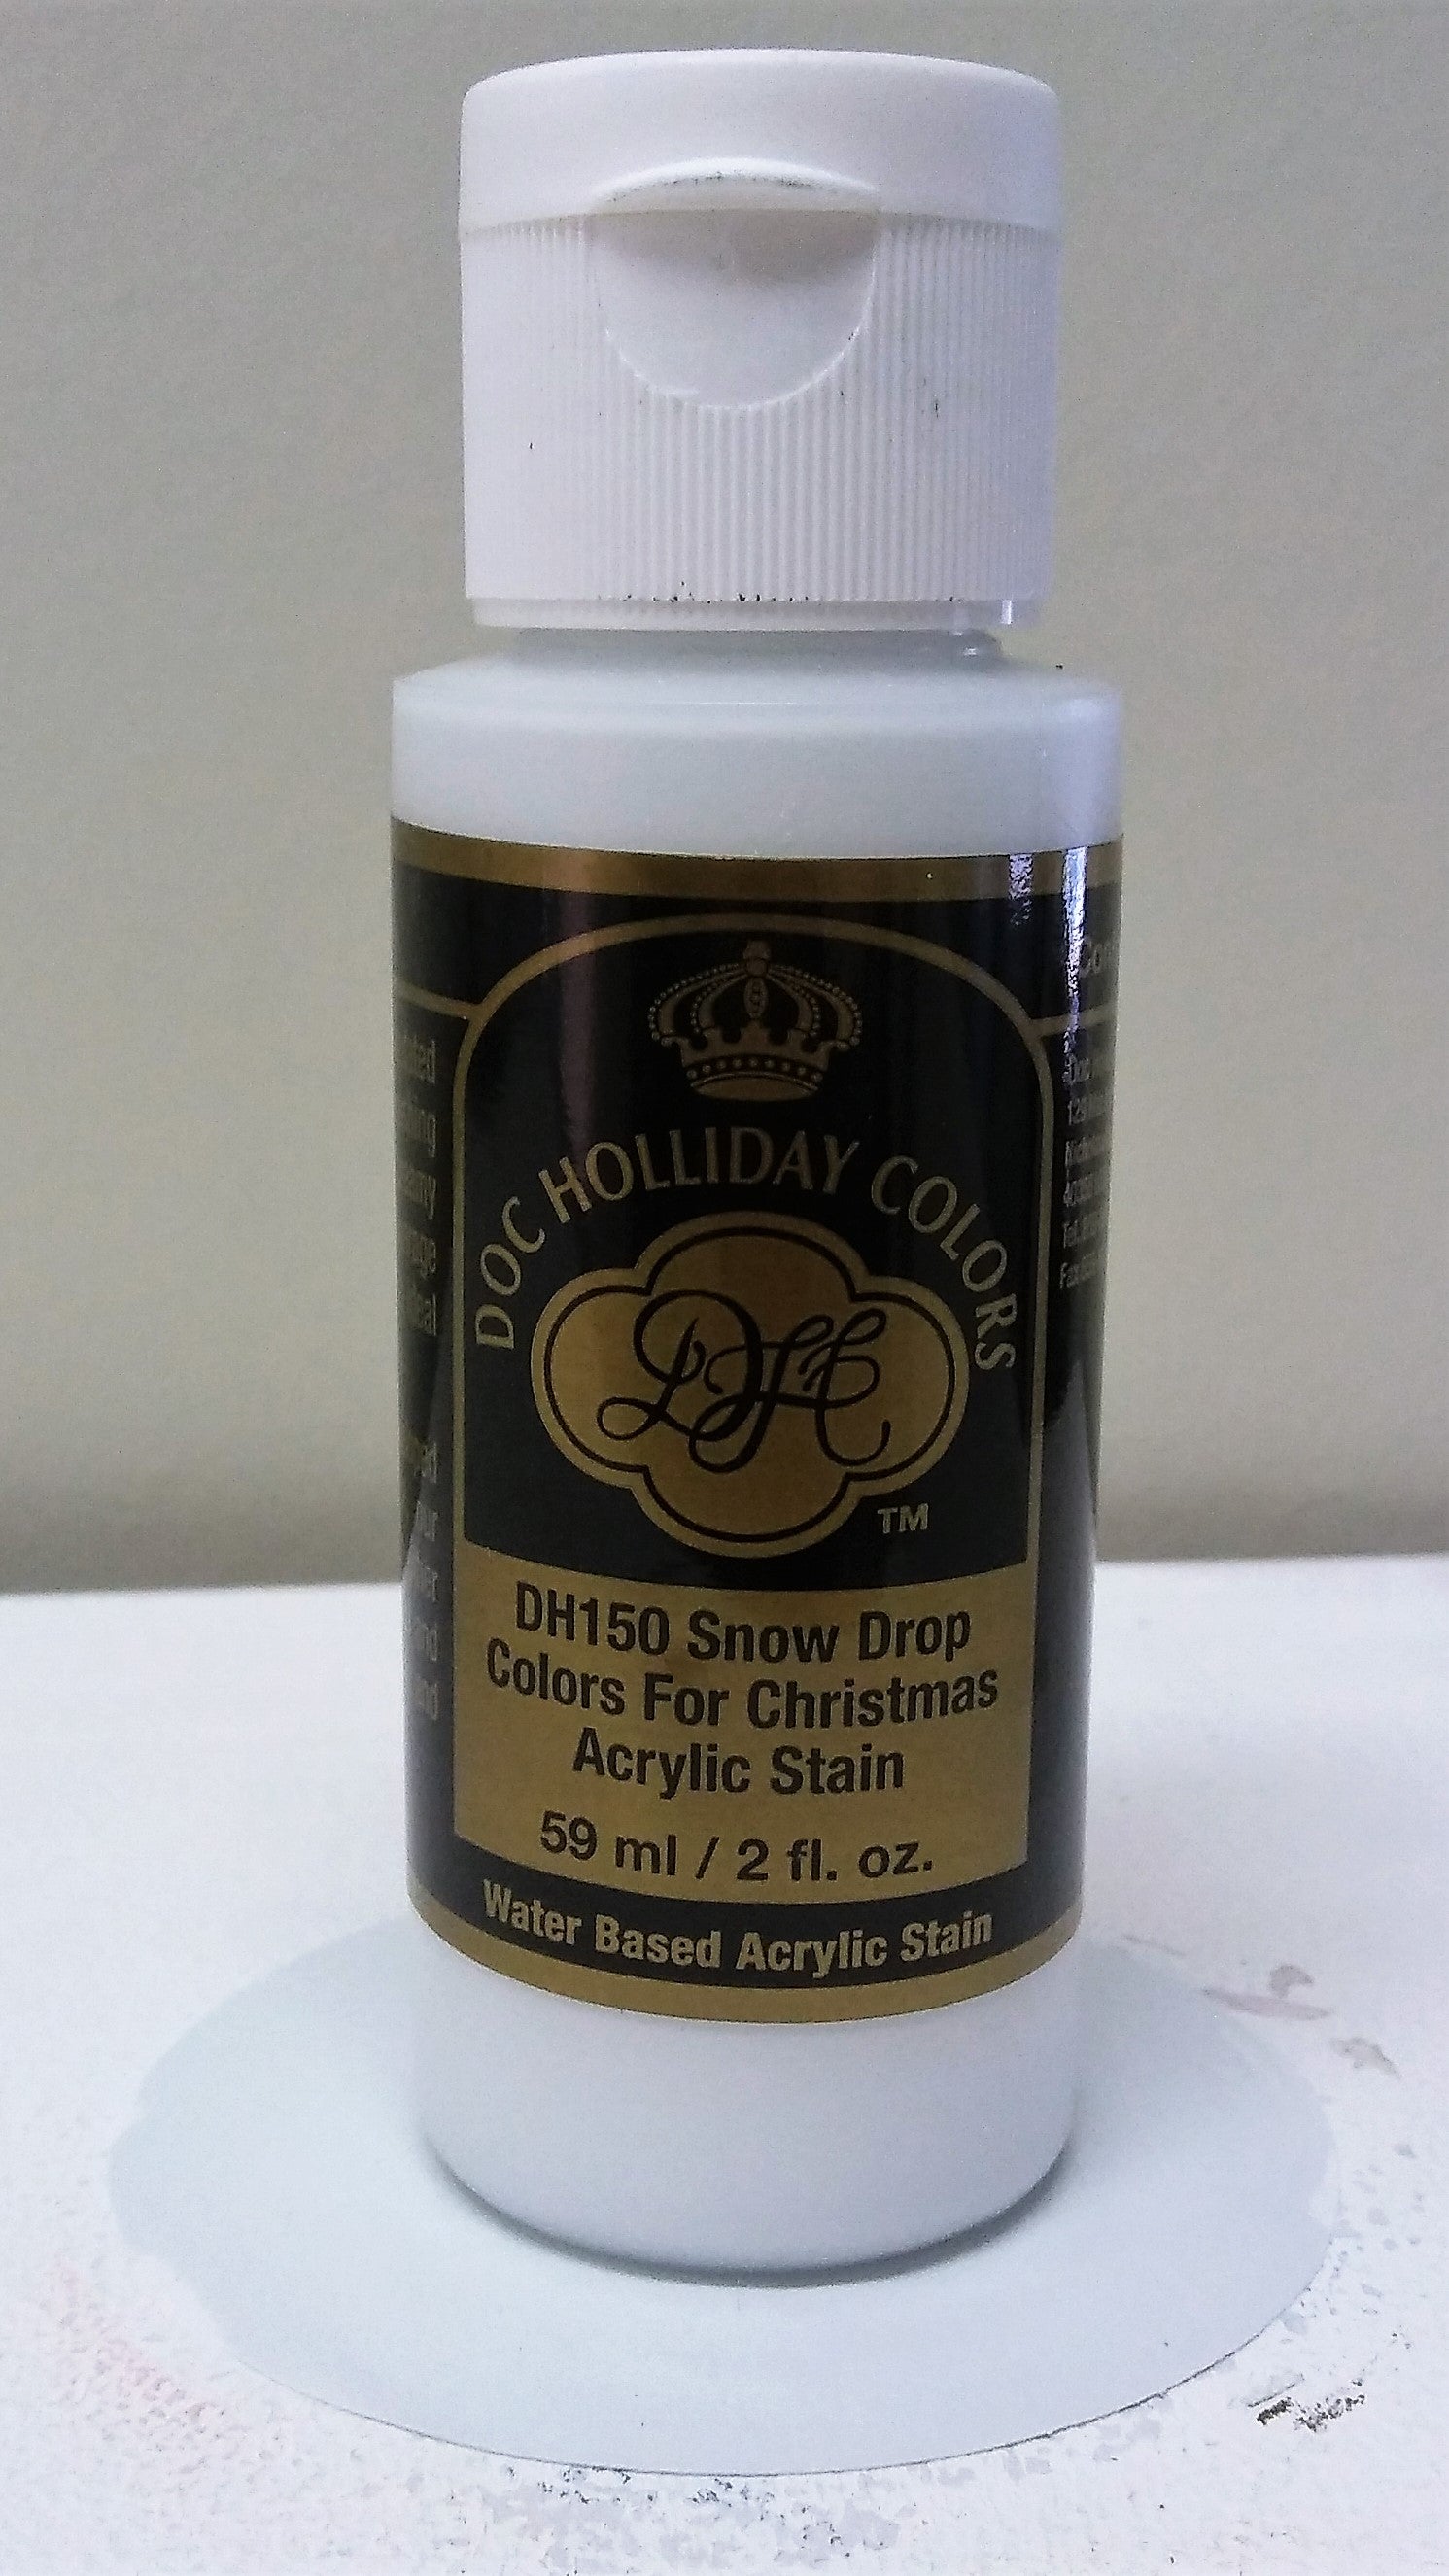 DOC HOLLIDAY COLORS
DH
TM
DH150 Snow Drop
Colors For Christmas
Acrylic Stain
59 ml / 2 fl. oz.
Water Based Acrylic Stain